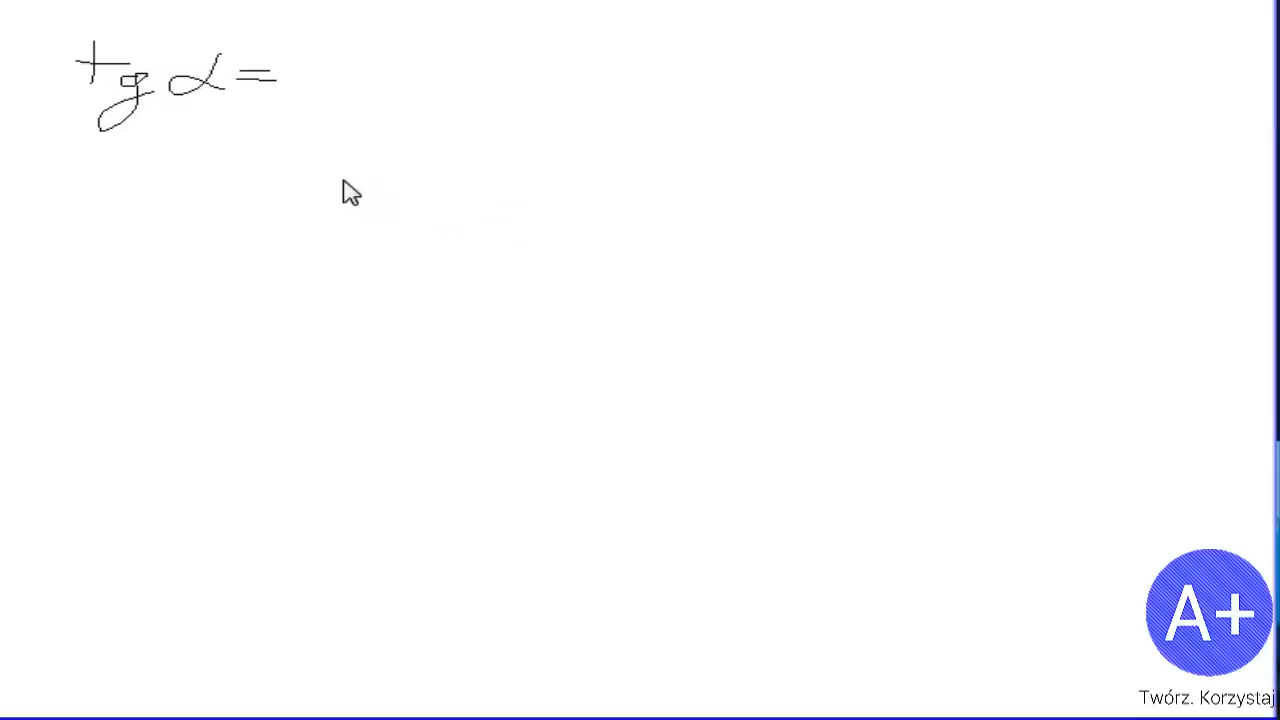 tg α =
A+
Twórz. Korzystaj